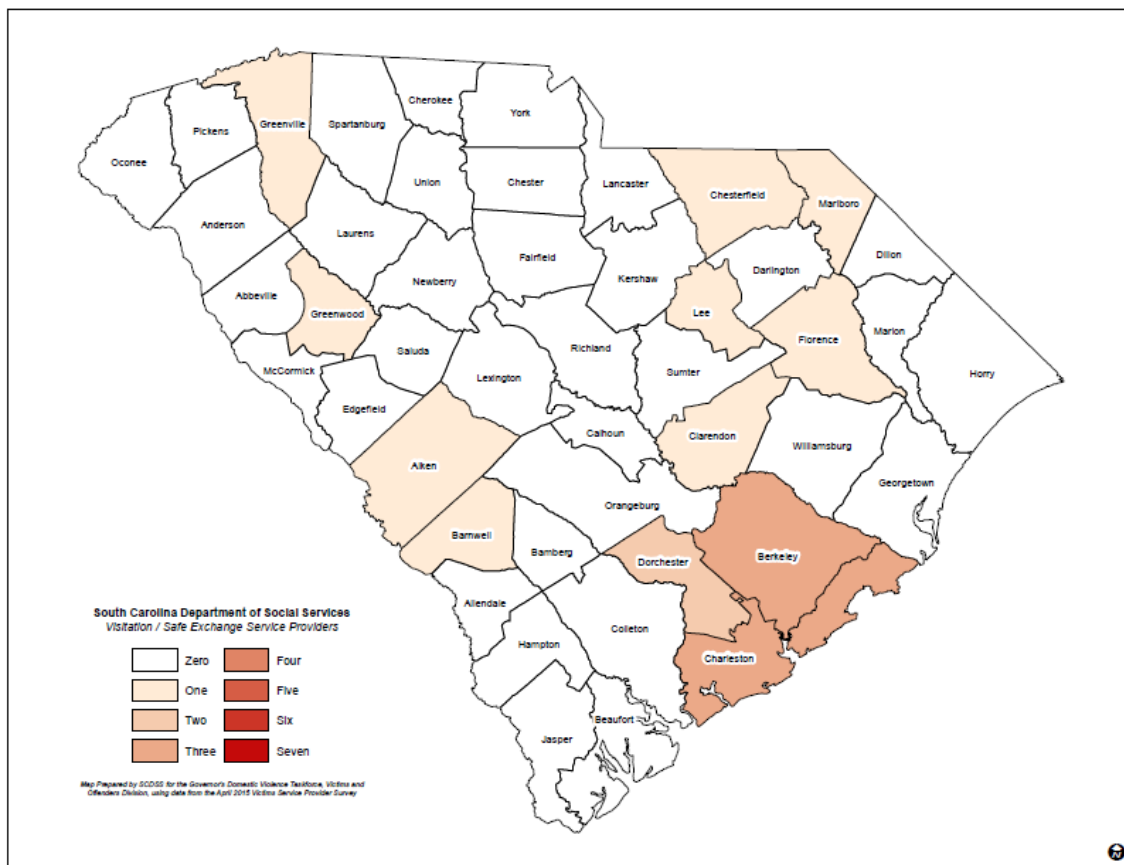 Cherokee
York
Spartanburg
Greenville
Pickens
Oconee
Union
Chester
Lancaster
Chesterfield
Marlboro
Anderson
Laurens
Fairfield
Dillon
Newberry
Kershaw
Darlington
Abbeville
Greenwood
Lee
Marion
Florence
Saluda
Richland
McCormick
Lexington
Sumter
Horry
Edgefield
Calhoun
Clarendon
Williamsburg
Aiken
Georgetown
Orangeburg
Barnwell
Bamberg
Dorchester
Berkeley
Allendale
Colleton
Hampton
Charleston
Beaufort
Jasper
South Carolina Department of Social Services
Visitation / Safe Exchange Service Providers
Zero Four
One Five
Two Six
Three Seven
Map Prepared by SCDSS for the Governor's Domestic Violence Taskforce, Victims and
Offenders Division, using data from the April 2015 Victims Service Provider Survey
N